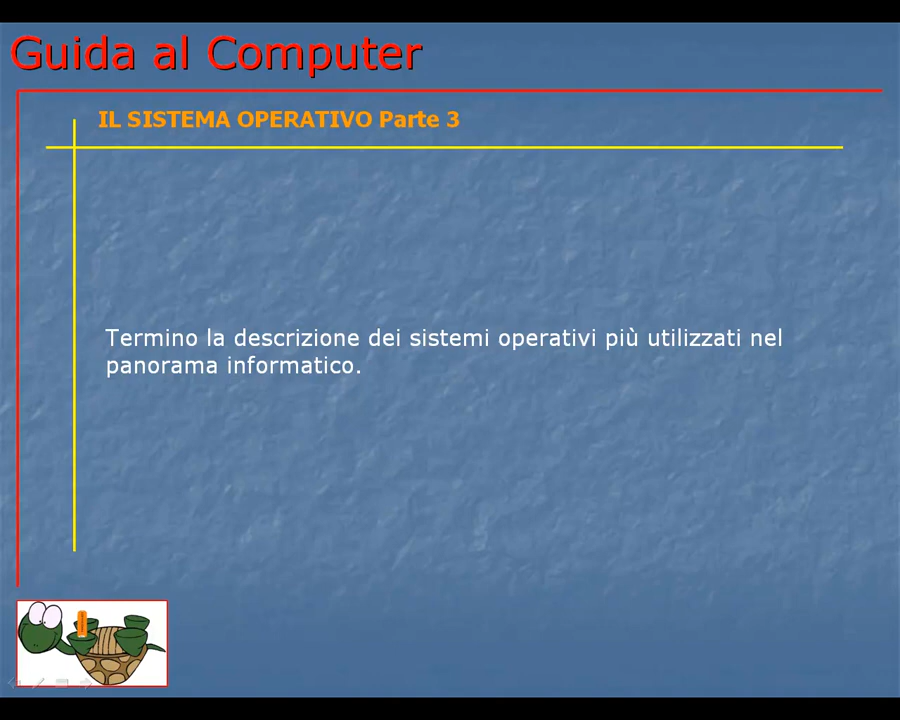 Guida al Computer
IL SISTEMA OPERATIVO Parte 3
Termino la descrizione dei sistemi operativi più utilizzati nel
panorama informatico.